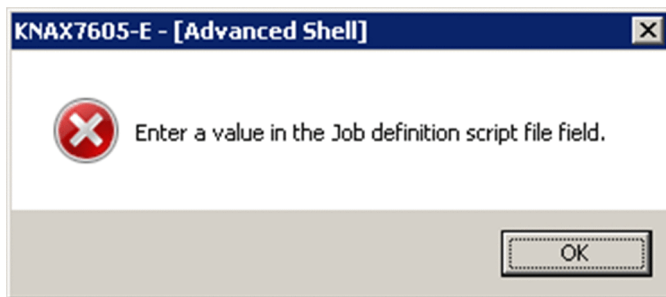 KNAX7605-E - [Advanced Shell]
Enter a value in the Job definition script file field.
OK